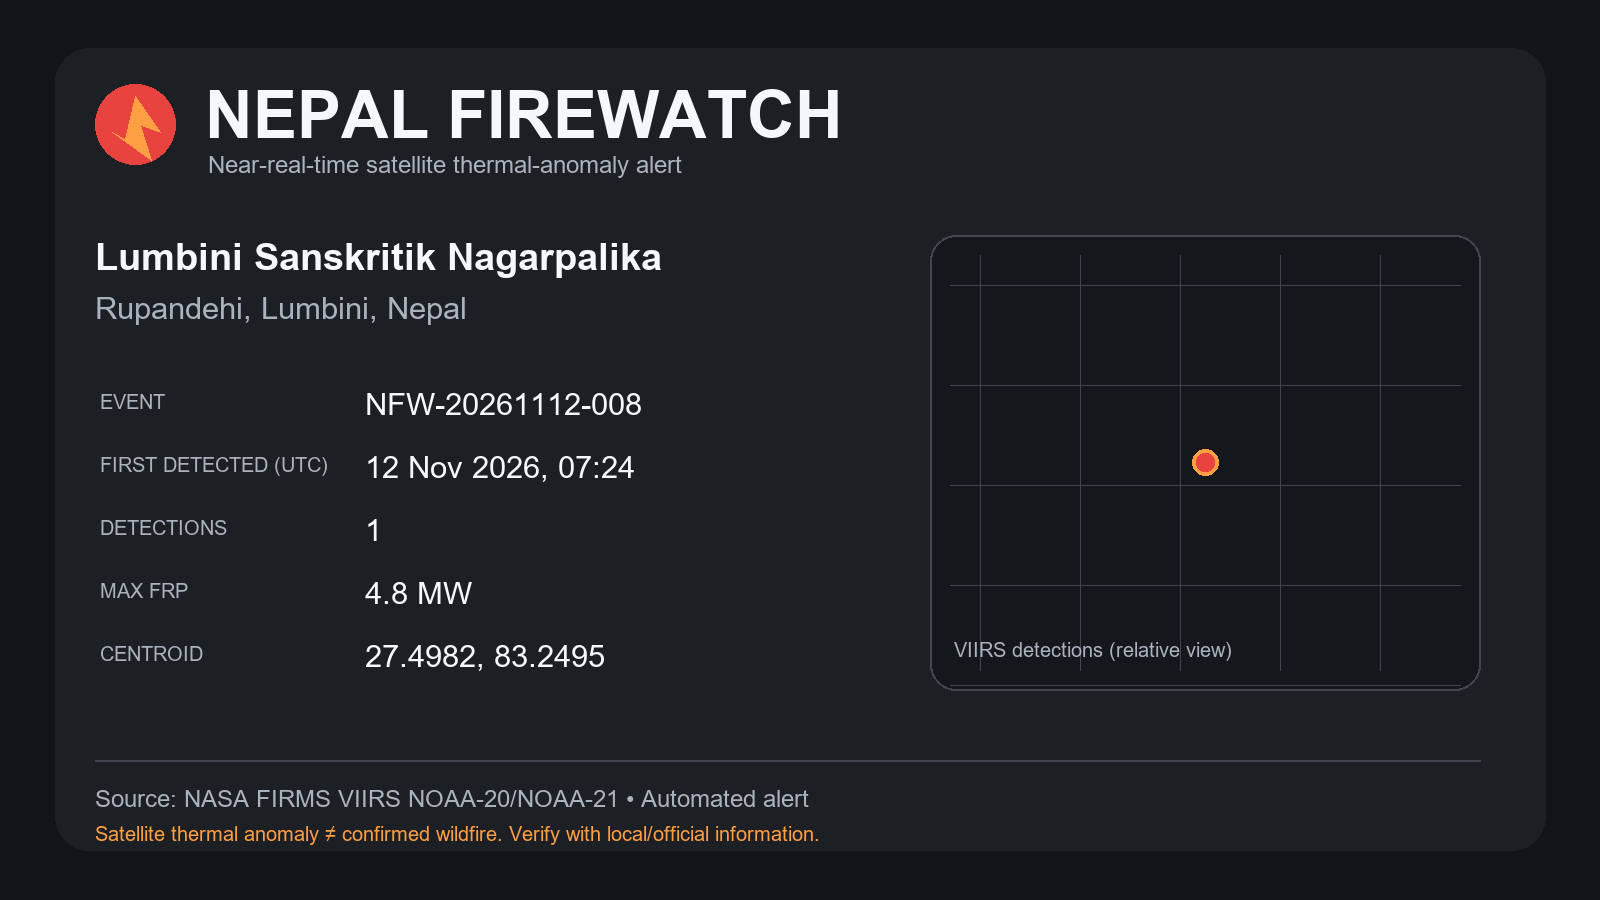 NEPAL FIREWATCH
Near-real-time satellite thermal-anomaly alert
Lumbini Sanskritik Nagarpalika
Rupandehi, Lumbini, Nepal
EVENT NFW-20261112-008
FIRST DETECTED (UTC) 12 Nov 2026, 07:24
DETECTIONS 1
MAX FRP 4.8 MW
CENTROID 27.4982, 83.2495
VIIRS detections (relative view)
Source: NASA FIRMS VIIRS NOAA-20/NOAA-21 • Automated alert
Satellite thermal anomaly ≠ confirmed wildfire. Verify with local/official information.